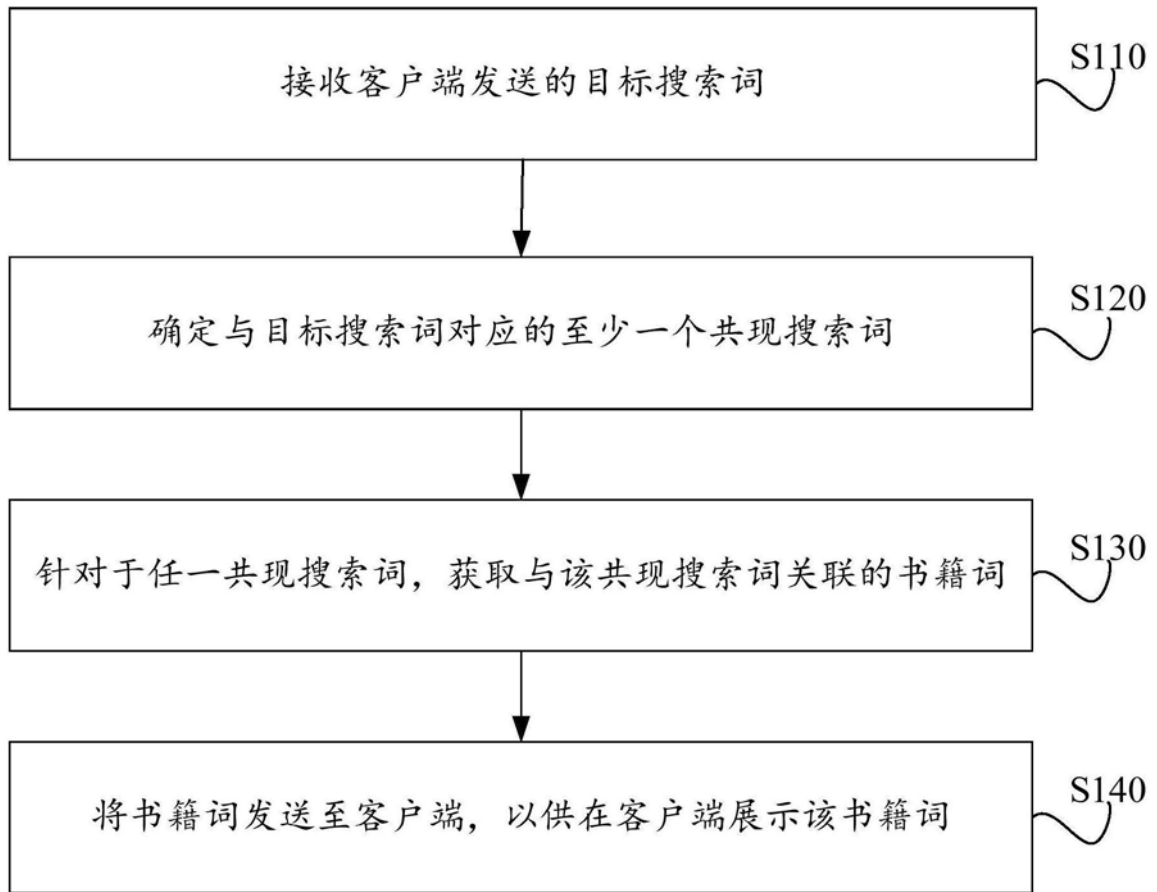 接收客户端发送的目标搜索词
S110
确定与目标搜索词对应的至少一个共现搜索词
S120
针对于任一共现搜索词，获取与该共现搜索词关联的书籍词
S130
将书籍词发送至客户端，以供在客户端展示该书籍词
S140